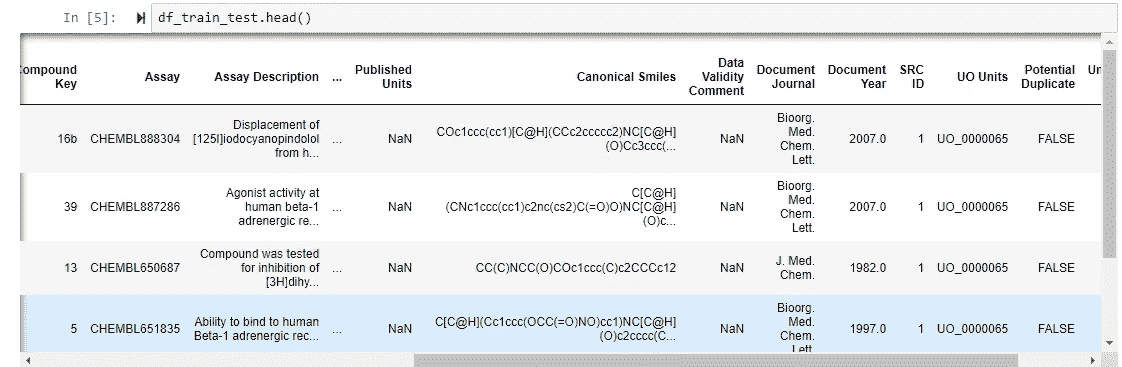 In [5]: df_train_test.head()
Compound Key Assay Assay Description ... Published Units Canonical Smiles Data Validity Comment Document Journal Document Year SRC ID UO Units Potential Duplicate Un
16b CHEMBL888304 Displacement of [125I]iodocyanopindolol from h... ... NaN COc1ccc(cc1)[C@H](CCc2ccccc2)NC[C@H](O)Cc3ccc(... NaN Bioorg. Med. Chem. Lett. 2007.0 1 UO_0000065 FALSE
39 CHEMBL887286 Agonist activity at human beta-1 adrenergic re... ... NaN C[C@H](CNc1ccc(cc1)c2nc(cs2)C(=O)O)NC[C@H](O)c... NaN Bioorg. Med. Chem. Lett. 2007.0 1 UO_0000065 FALSE
13 CHEMBL650687 Compound was tested for inhibition of [3H]dihy... ... NaN CC(C)NCC(O)COc1ccc(C)c2CCCc12 NaN J. Med. Chem. 1982.0 1 UO_0000065 FALSE
5 CHEMBL651835 Ability to bind to human Beta-1 adrenergic rec... ... NaN C[C@H](Cc1ccc(OCC(=O)NO)cc1)NC[C@H](O)c2cccc(C... NaN Bioorg. Med. Chem. Lett 1997.0 1 UO_0000065 FALSE